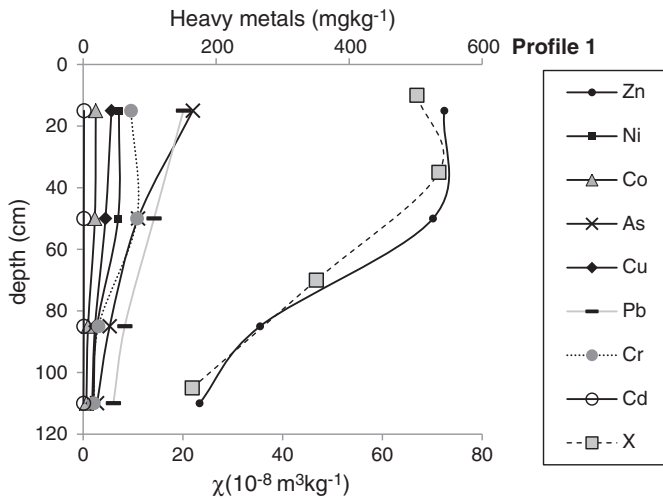 Heavy metals (mgkg-1)
0 200 400 600
Profile 1
0
20
40
60
80
100
120
depth (cm)
0 20 40 60 80
χ(10-8 m3kg-1)
Zn
Ni
Co
As
Cu
Pb
Cr
Cd
X